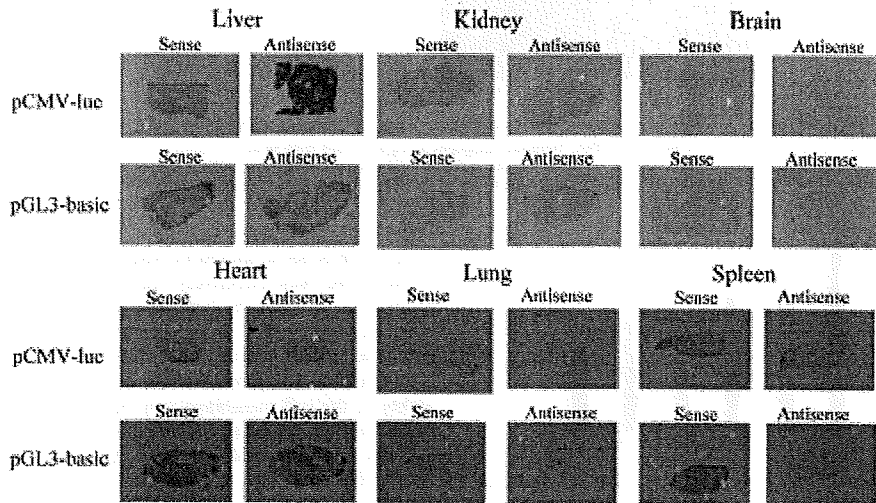 Liver Kidney Brain
Sense Antisense Sense Antisense Sense Antisense
pCMV-luc
Sense Antisense Sense Antisense Sense Antisense
pGL3-basic
Heart Lung Spleen
Sense Antisense Sense Antisense Sense Antisense
pCMV-luc
Sense Antisense Sense Antisense Sense Antisense
pGL3-basic